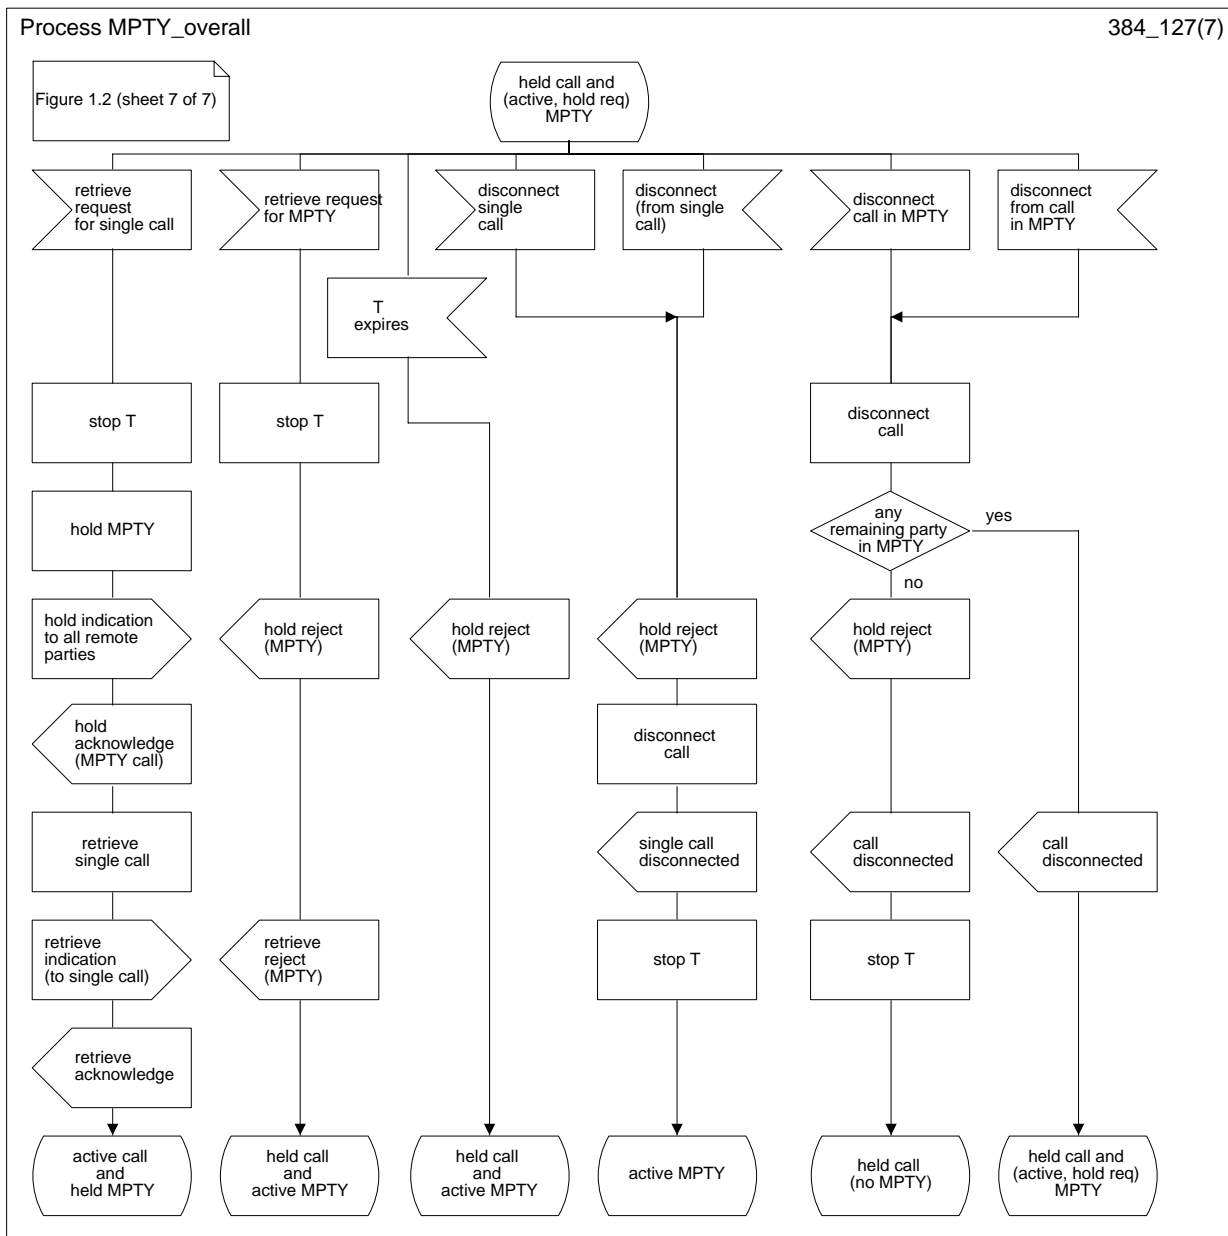 Process MPTY_overall
384_127(7)
Figure 1.2 (sheet 7 of 7)
held call and
(active, hold req)
MPTY
retrieve
request
for single call
retrieve request
for MPTY
disconnect
single
call
disconnect
(from single
call)
disconnect
call in MPTY
disconnect
from call
in MPTY
T
expires
stop T
stop T
disconnect
call
hold MPTY
any
remaining party
in MPTY
yes
no
hold indication
to all remote
parties
hold reject
(MPTY)
hold reject
(MPTY)
hold reject
(MPTY)
hold reject
(MPTY)
hold
acknowledge
(MPTY call)
disconnect
call
retrieve
single call
single call
disconnected
call
disconnected
call
disconnected
retrieve
indication
(to single call)
retrieve
reject
(MPTY)
stop T
stop T
retrieve
acknowledge
active call
and
held MPTY
held call
and
active MPTY
held call
and
active MPTY
active MPTY
held call
(no MPTY)
held call and
(active, hold req)
MPTY